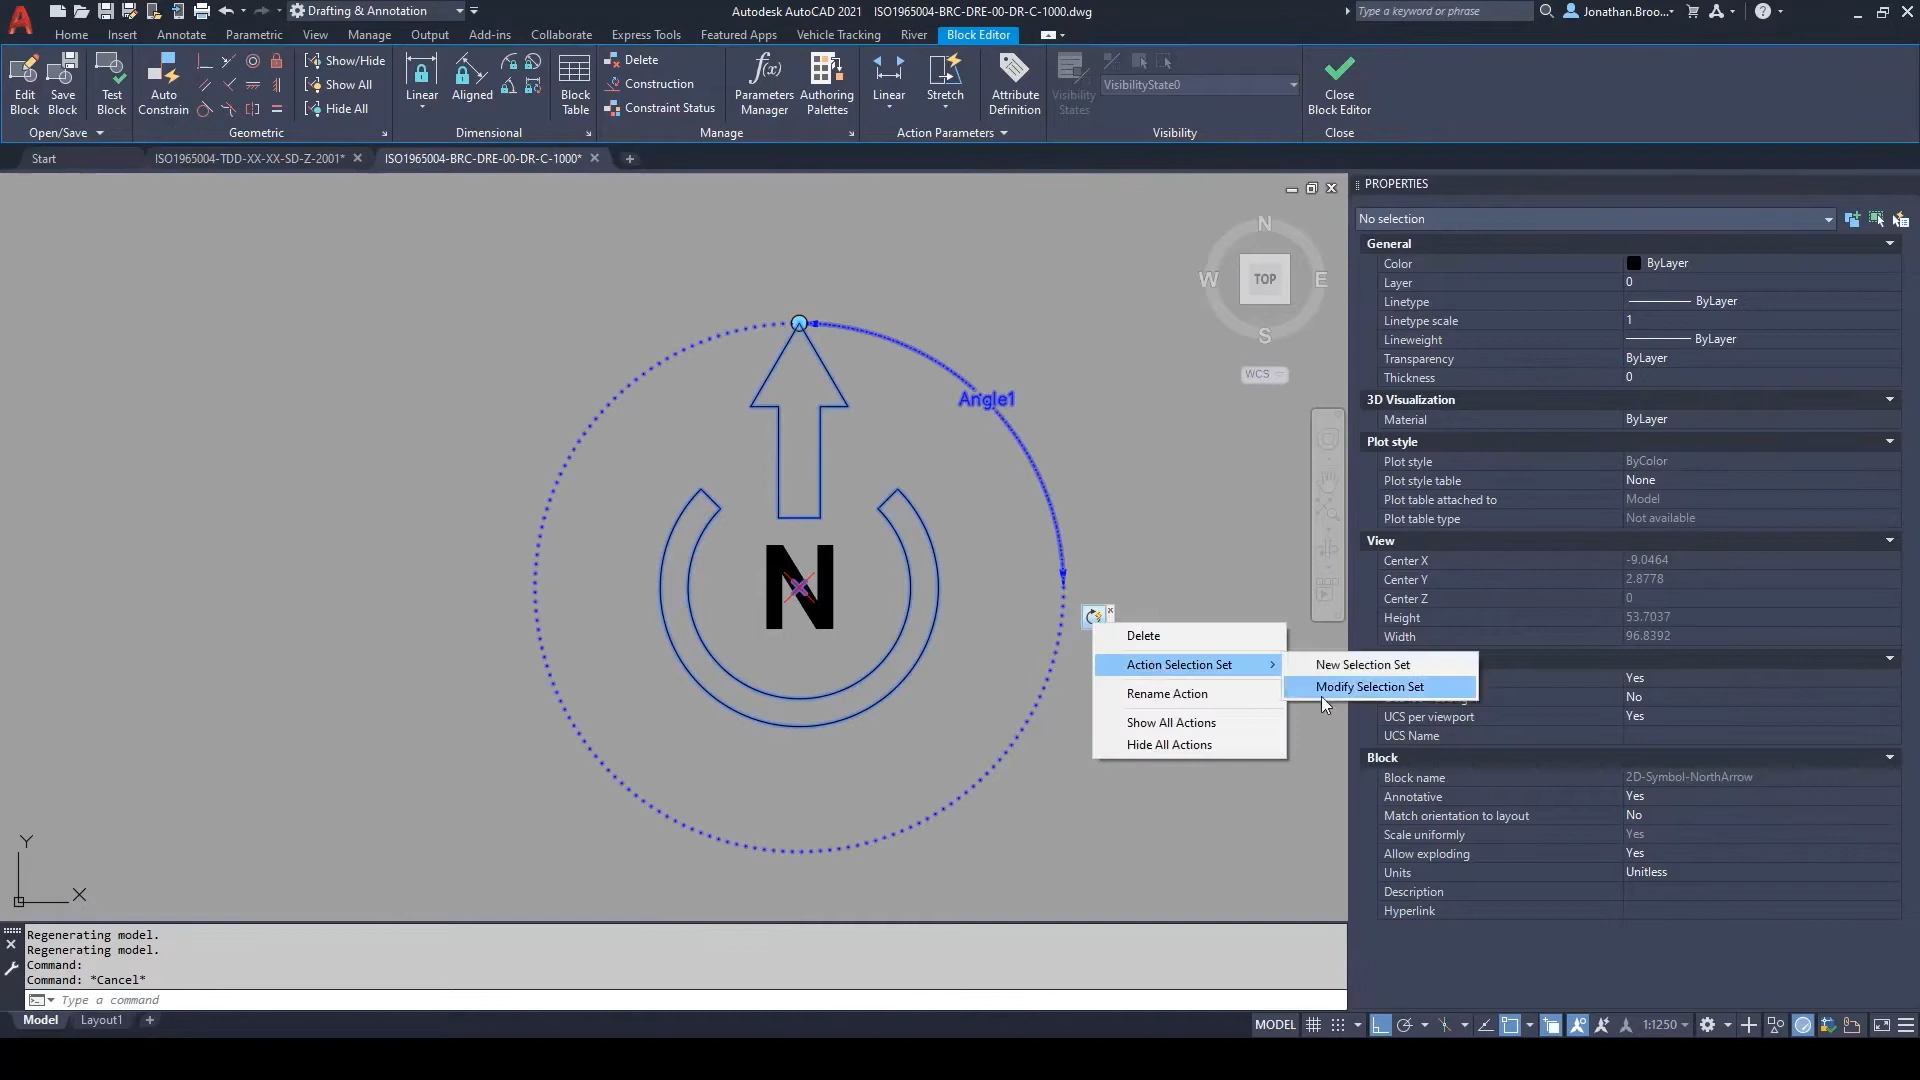 Drafting & Annotation
Autodesk AutoCAD 2021 ISO1965004-BRC-DRE-00-DR-C-1000.dwg
Type a keyword or phrase
Jonathan.Broo...
Home Insert Annotate Parametric View Manage Output Add-ins Collaborate Express Tools Featured Apps Vehicle Tracking River Block Editor
Edit Block
Save Block
Test Block
Open/Save
Auto Constrain
Show/Hide
Show All
Hide All
Geometric
Linear
Aligned
Dimensional
Block Table
Delete
Construction
Constraint Status
Parameters Manager
Authoring Palettes
Manage
Linear
Stretch
Action Parameters
Attribute Definition
Visibility States
VisibilityState0
Visibility
Close Block Editor
Close
Start
ISO1965004-TDD-XX-XX-SD-Z-2001*
ISO1965004-BRC-DRE-00-DR-C-1000*
N
W TOP E
S
WCS
Angle1
N
Delete
Action Selection Set
Rename Action
Show All Actions
Hide All Actions
New Selection Set
Modify Selection Set
Y
X
PROPERTIES
No selection
General
Color ByLayer
Layer 0
Linetype ByLayer
Linetype scale 1
Lineweight ByLayer
Transparency ByLayer
Thickness 0
3D Visualization
Material ByLayer
Plot style
Plot style ByColor
Plot style table None
Plot table attached to Model
Plot table type Not available
View
Center X -9.0464
Center Y 2.8778
Center Z 0
Height 53.7037
Width 96.8392
Yes
No
UCS per viewport Yes
UCS Name
Block
Block name 2D-Symbol-NorthArrow
Annotative Yes
Match orientation to layout No
Scale uniformly Yes
Allow exploding Yes
Units Unitless
Description
Hyperlink
Regenerating model.
Regenerating model.
Command:
Command: *Cancel*
Type a command
Model Layout1
MODEL 1:1250